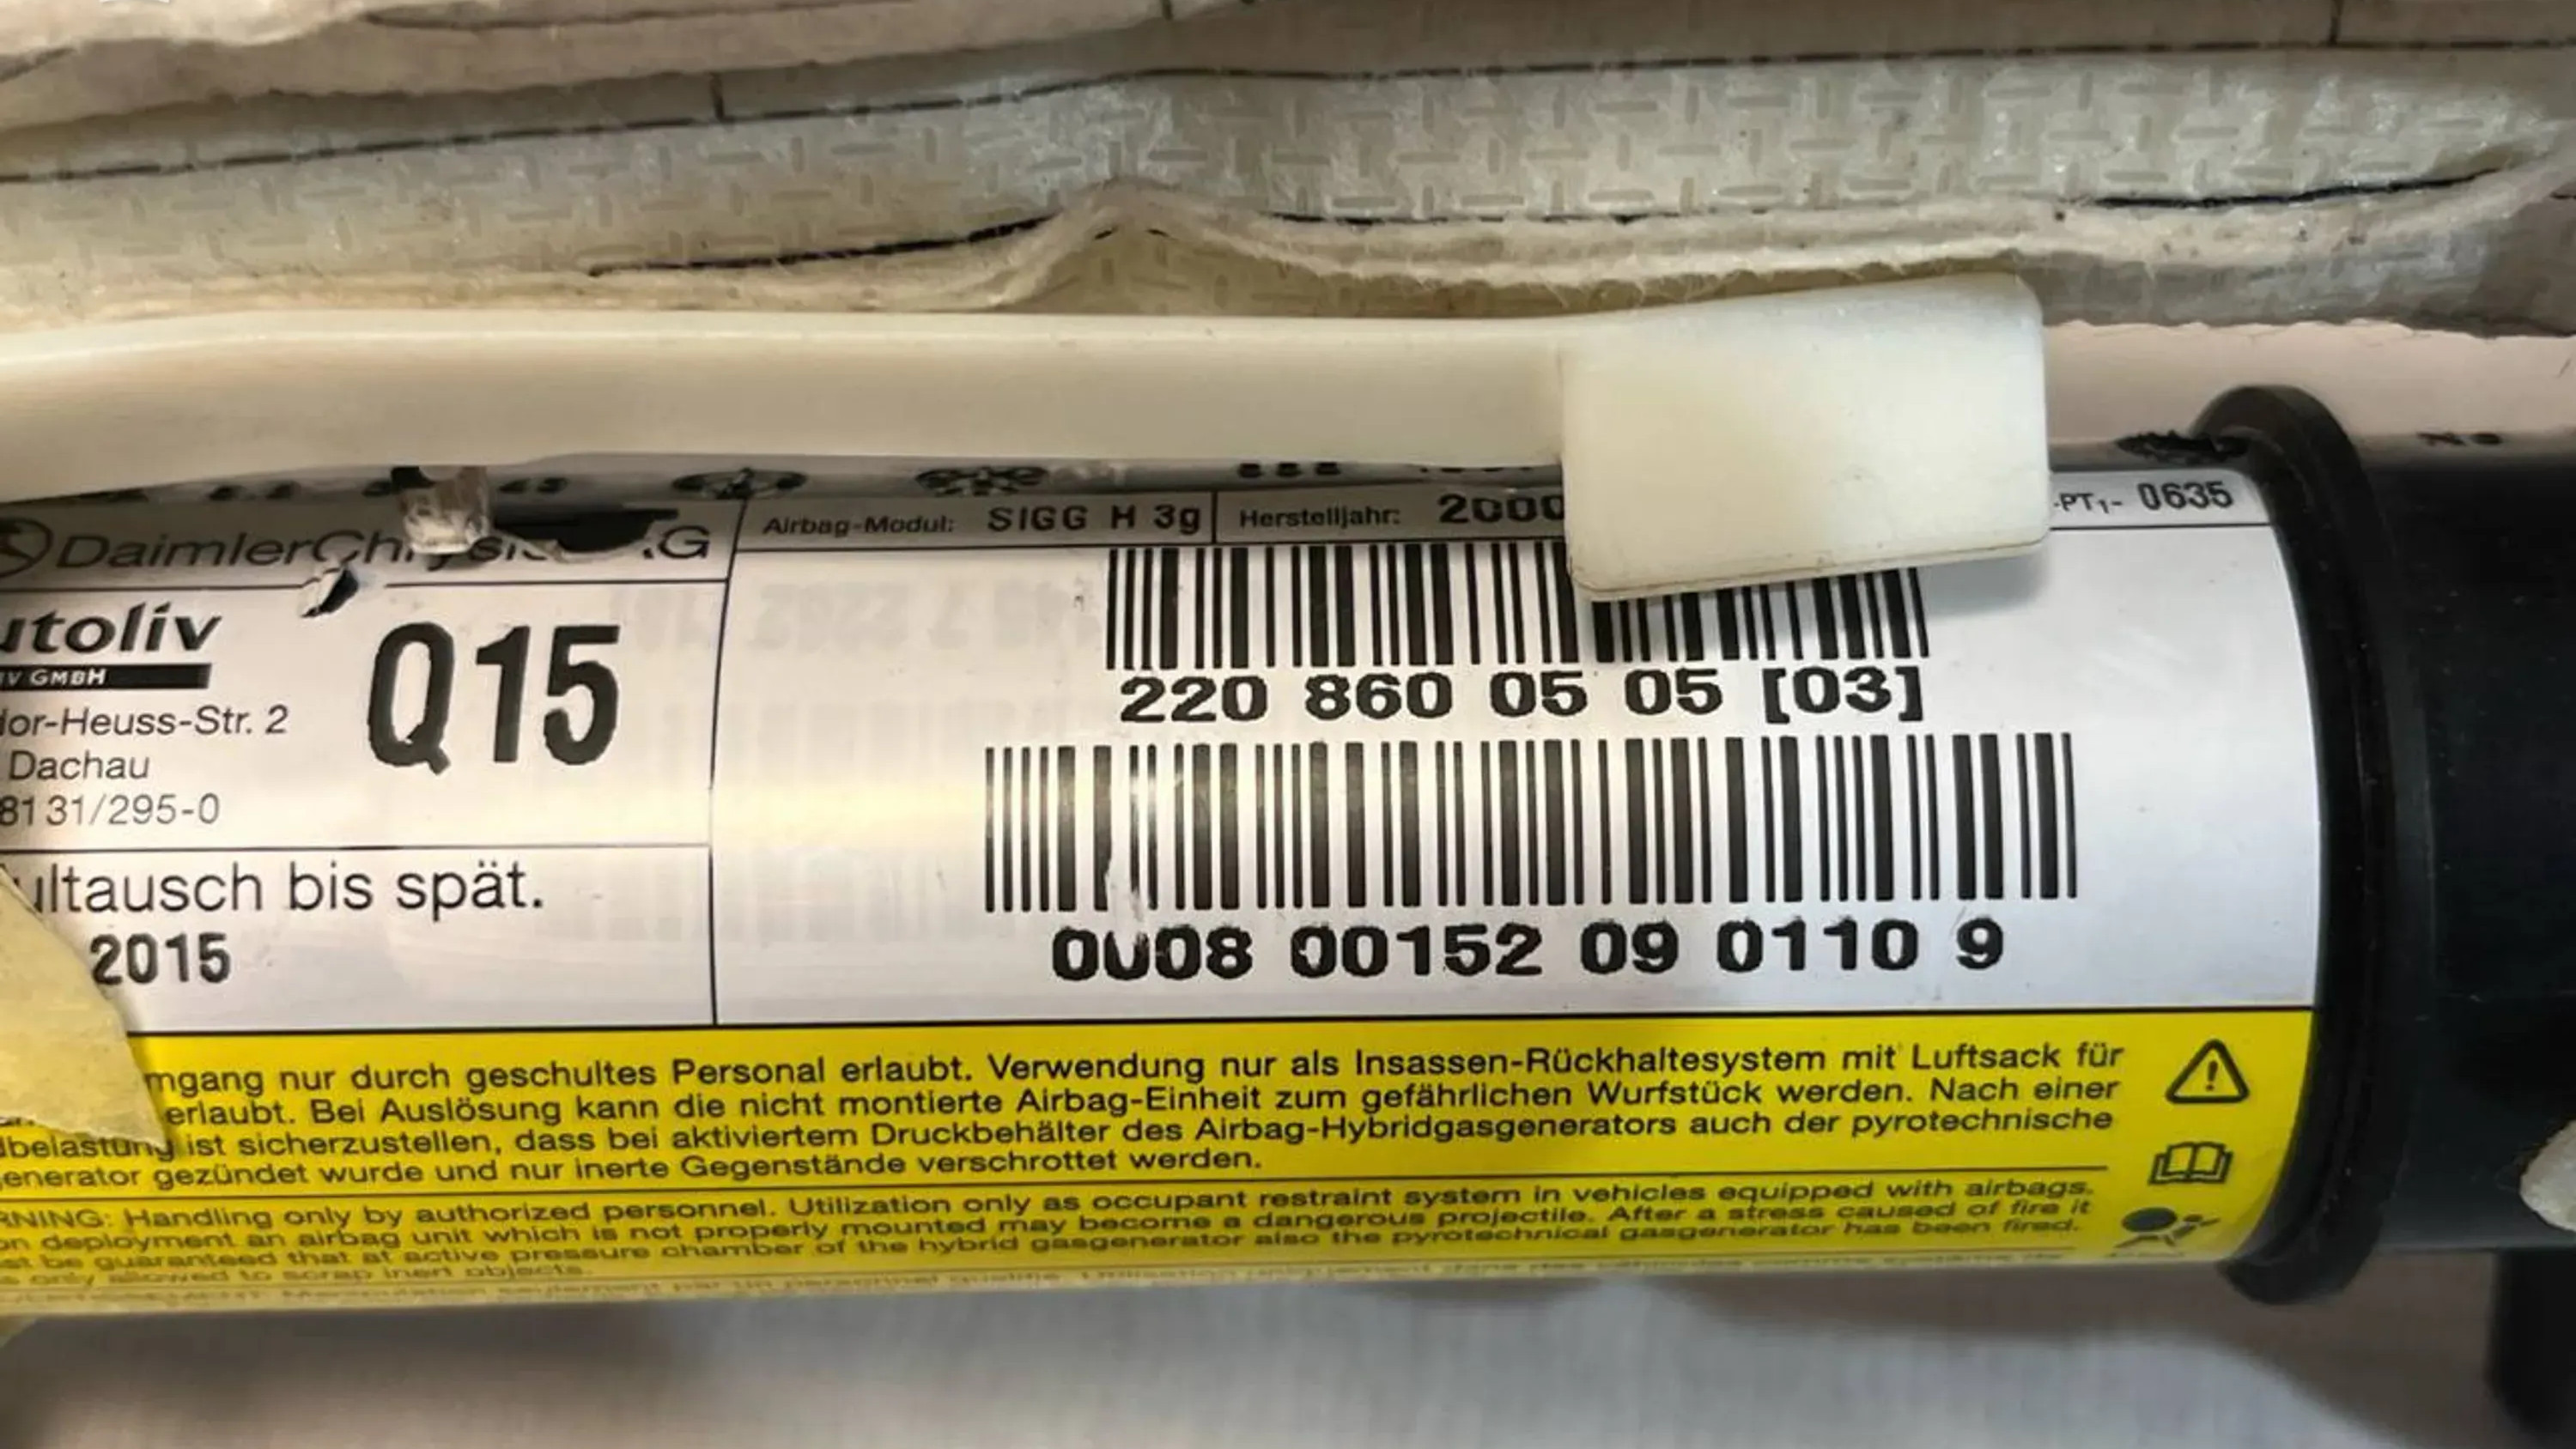 DaimlerChrysler AG
Airbag-Modul: SIGG H 3g
Herstelljahr: 2000
-PT1- 0635
utoliv
IV GMBH
Q15
dor-Heuss-Str. 2
Dachau
8131/295-0
ultausch bis spät.
2015
220 860 05 05 [03]
0008 00152 09 0110 9
mgang nur durch geschultes Personal erlaubt. Verwendung nur als Insassen-Rückhaltesystem mit Luftsack für
erlaubt. Bei Auslösung kann die nicht montierte Airbag-Einheit zum gefährlichen Wurfstück werden. Nach einer
dbelastung ist sicherzustellen, dass bei aktiviertem Druckbehälter des Airbag-Hybridgasgenerators auch der pyrotechnische
enerator gezündet wurde und nur inerte Gegenstände verschrottet werden.
RNING: Handling only by authorized personnel. Utilization only as occupant restraint system in vehicles equipped with airbags.
on deployment an airbag unit which is not properly mounted may become a dangerous projectile. After a stress caused of fire it
st be guaranteed that at active pressure chamber of the hybrid gasgenerator also the pyrotechnical gasgenerator has been fired.
s only allowed to scrap inert objects.